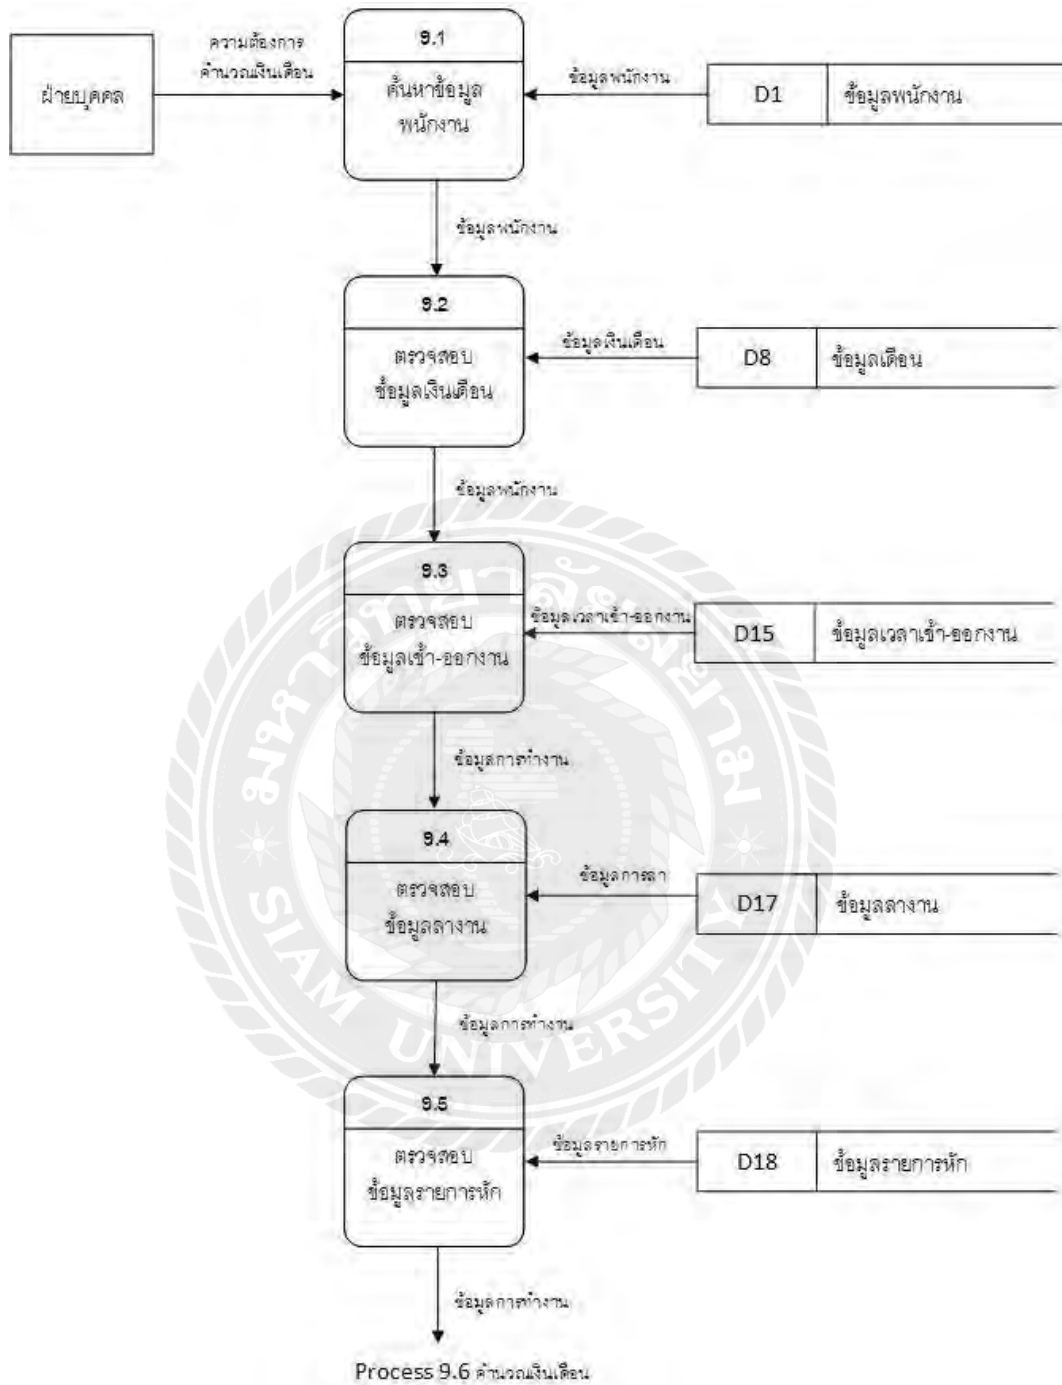 9.1
ความต้องการ
คำนวณเงินเดือน
ฝ่ายบุคคล
ค้นหาข้อมูล
พนักงาน
ข้อมูลพนักงาน
D1
ข้อมูลพนักงาน
ข้อมูลพนักงาน
9.2
ตรวจสอบ
ข้อมูลเงินเดือน
ข้อมูลเงินเดือน
D8
ข้อมูลเดือน
ข้อมูลพนักงาน
9.3
ตรวจสอบ
ข้อมูลเข้า-ออกงาน
ข้อมูลเวลาเข้า-ออกงาน
D15
ข้อมูลเวลาเข้า-ออกงาน
ข้อมูลการทำงาน
9.4
ตรวจสอบ
ข้อมูลลางาน
ข้อมูลการลา
D17
ข้อมูลลางาน
ข้อมูลการทำงาน
9.5
ตรวจสอบ
ข้อมูลรายการหัก
ข้อมูลรายการหัก
D18
ข้อมูลรายการหัก
ข้อมูลการทำงาน
Process 9.6 คำนวณเงินเดือน
มหาวิทยาลัยสยาม
SIAM UNIVERSITY